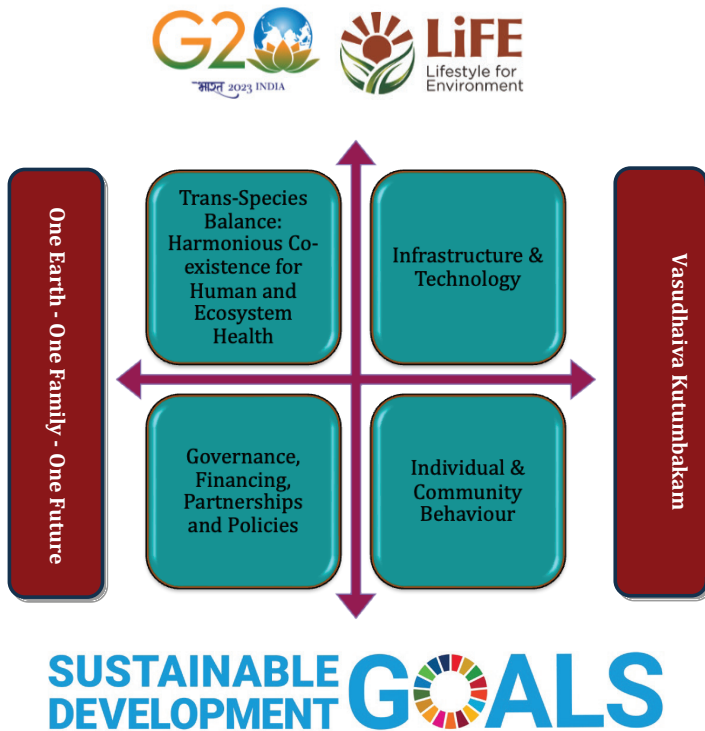 G20
भारत 2023 INDIA
LiFE
Lifestyle for
Environment
One Earth - One Family - One Future
Trans-Species
Balance:
Harmonious Co-
existence for
Human and
Ecosystem
Health
Infrastructure &
Technology
Governance,
Financing,
Partnerships
and Policies
Individual &
Community
Behaviour
Vasudhaiva Kutumbakam
SUSTAINABLE
DEVELOPMENT
GOALS